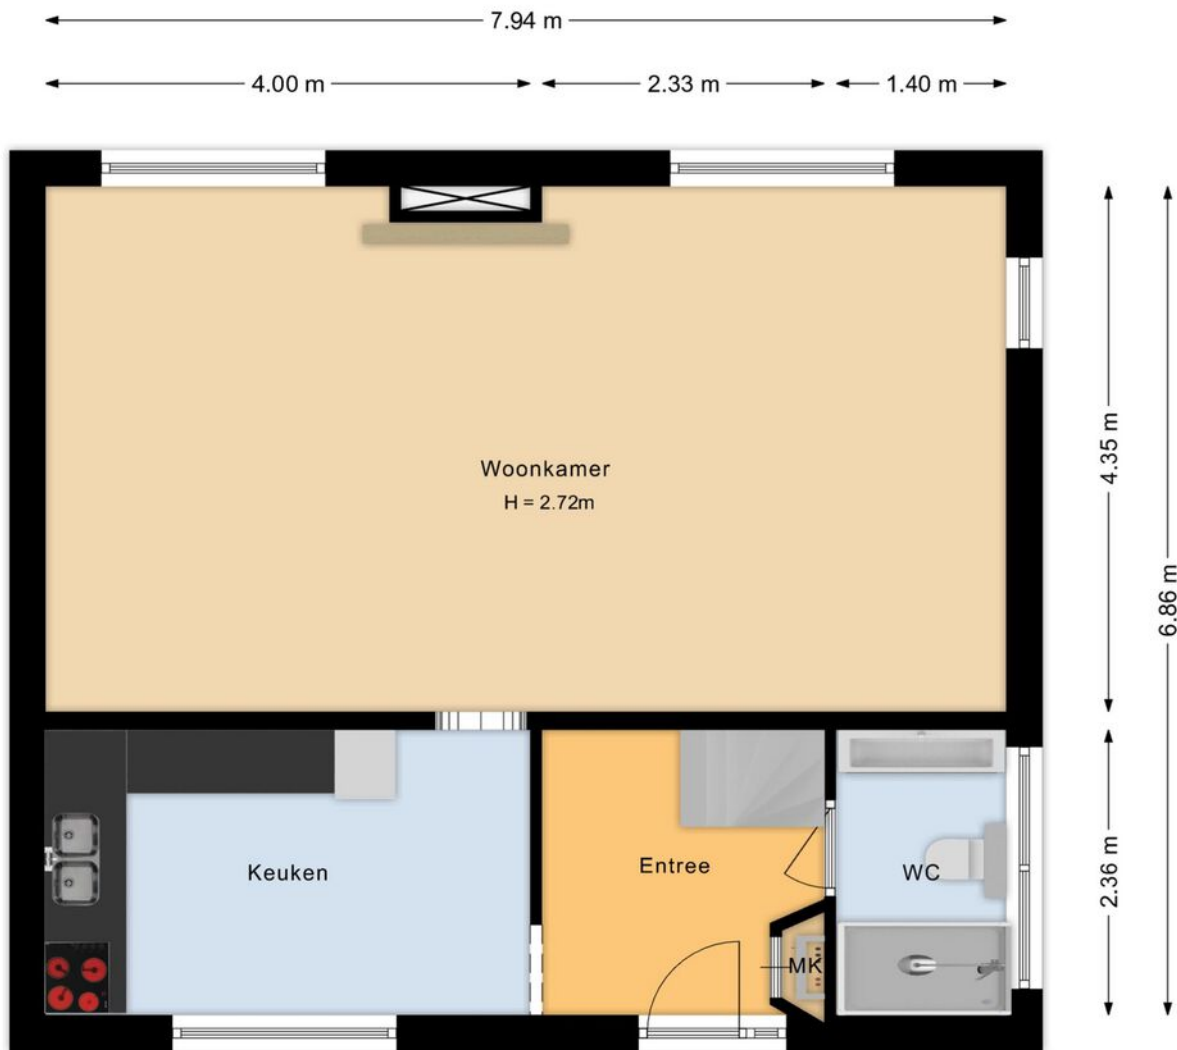 7.94 m
4.00 m
2.33 m
1.40 m
4.35 m
6.86 m
Woonkamer
H = 2.72m
2.36 m
Keuken
Entree
WC
MK